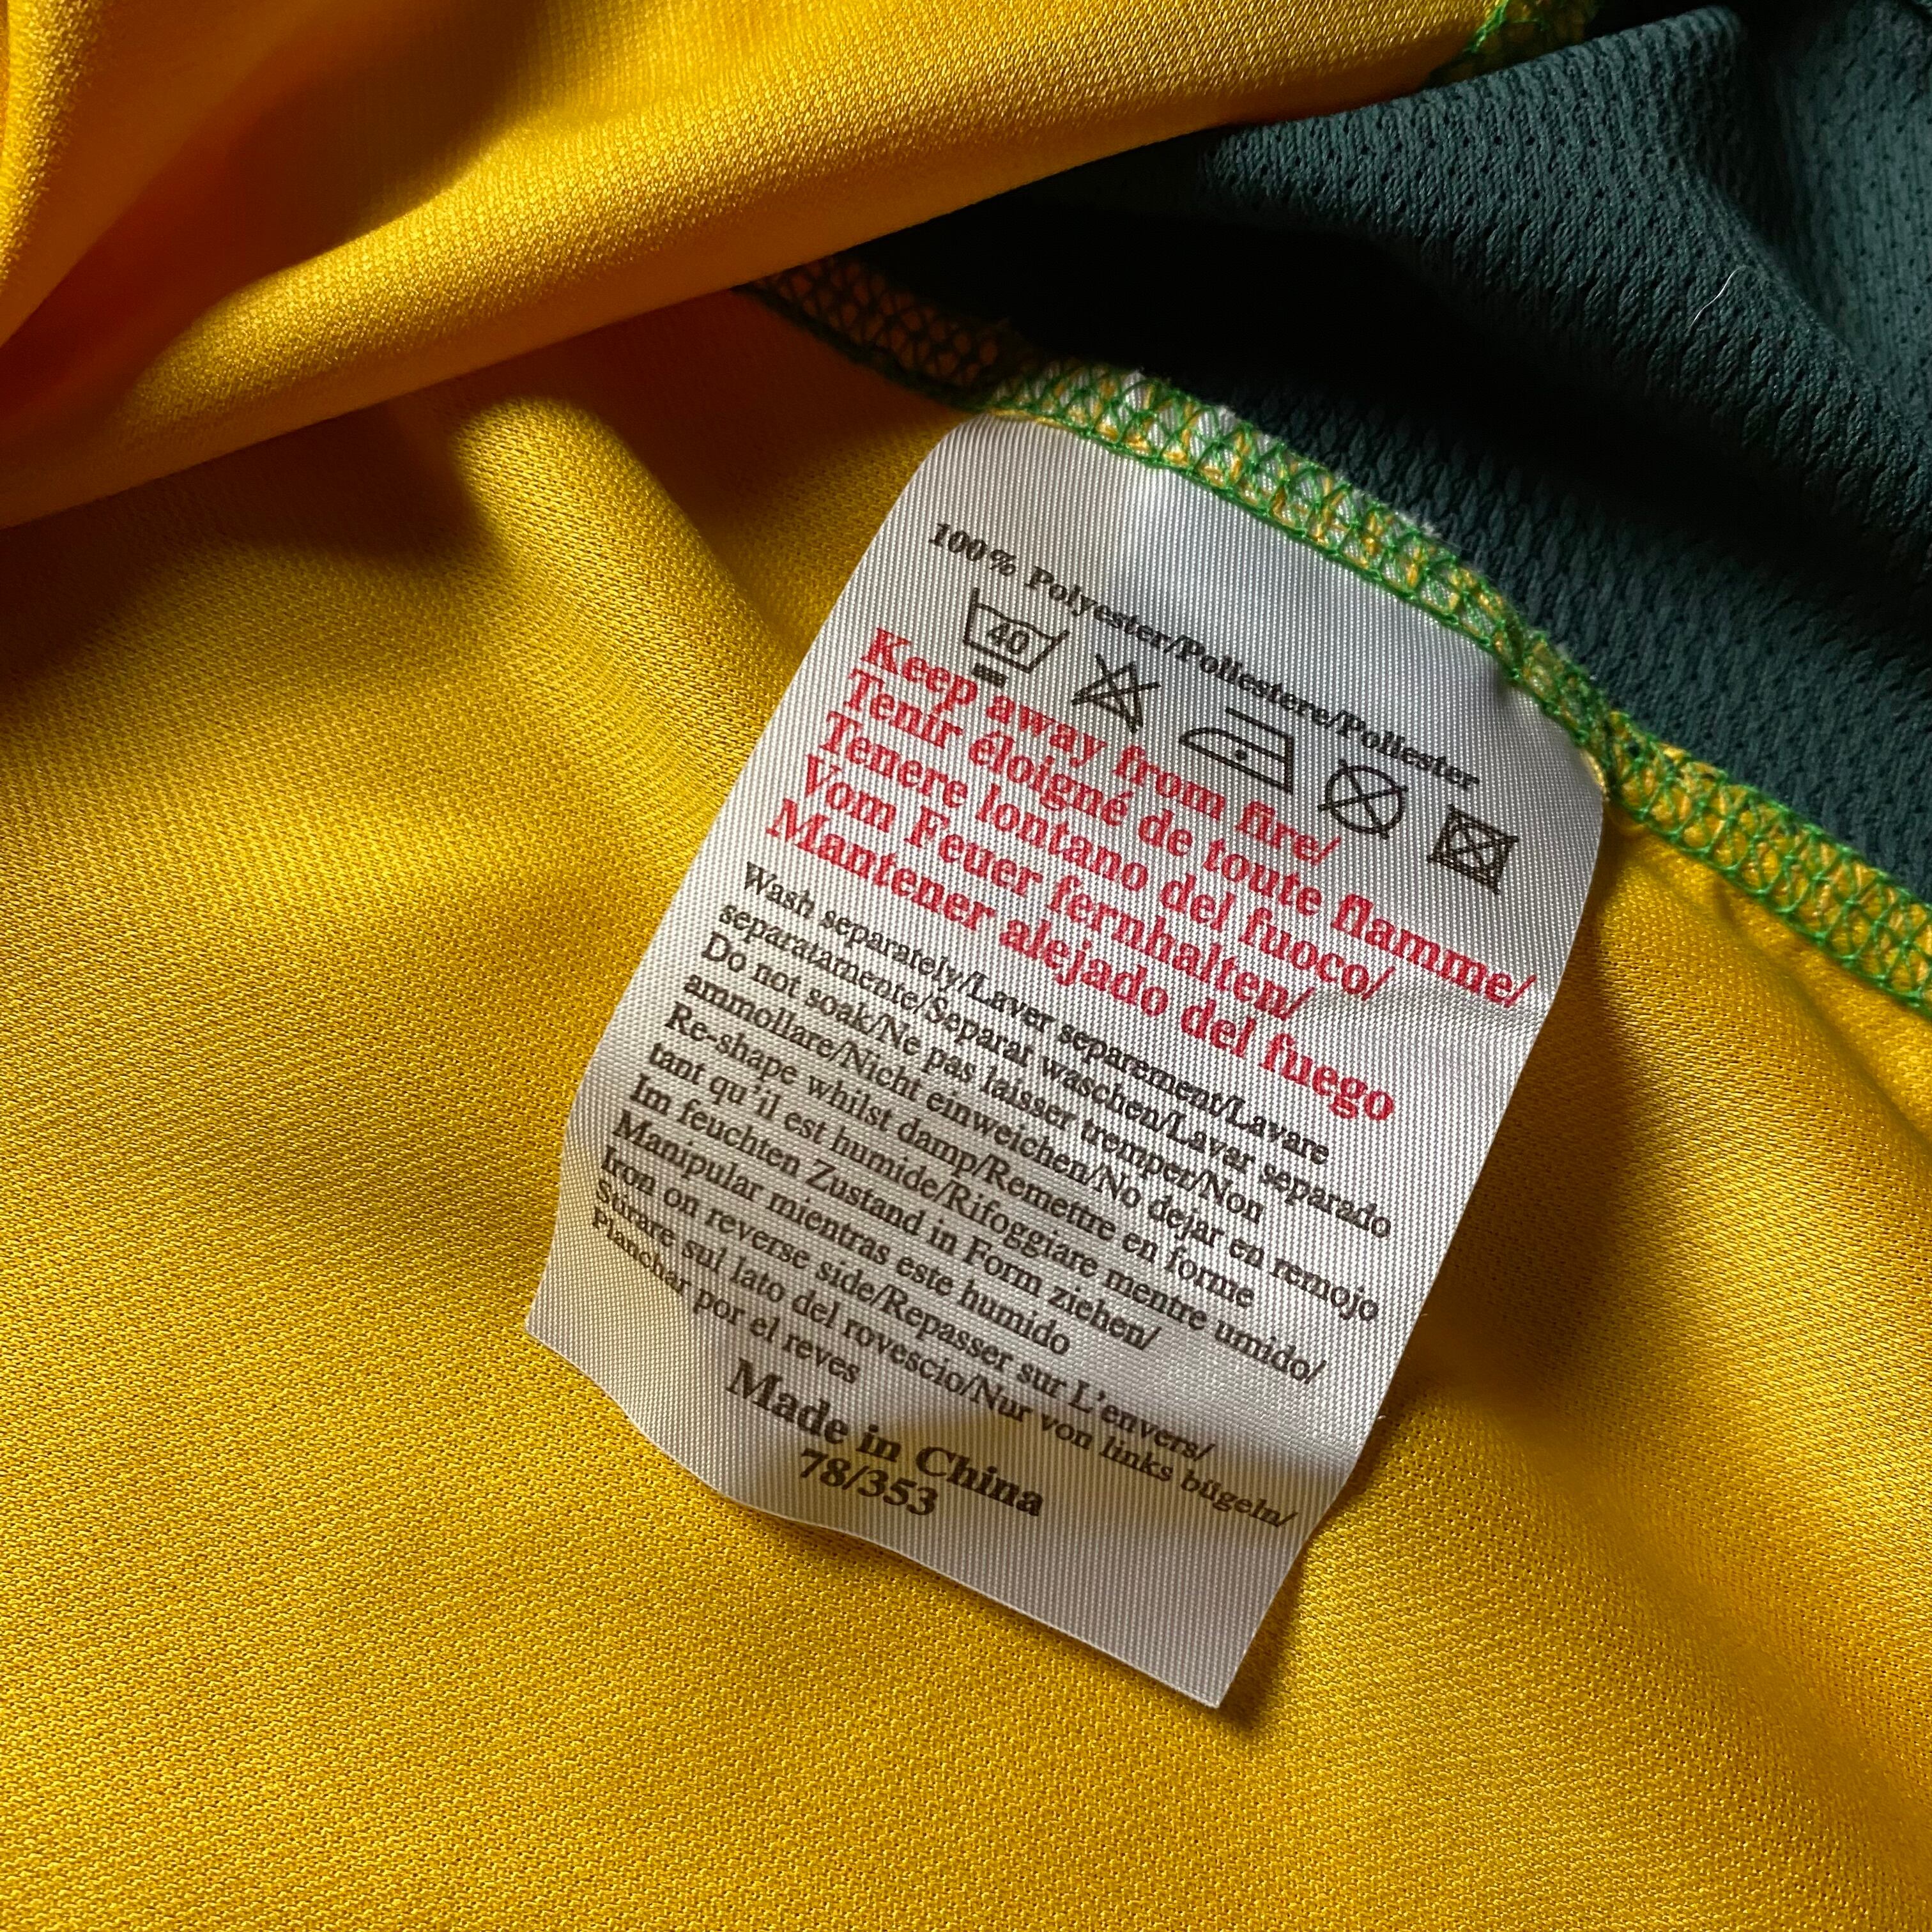 100% Polyester/Poliestere/Poliester
40
Keep away from fire/
Tenir éloigné de toute flamme/
Tenere lontano del fuoco/
Vom Feuer fernhalten/
Mantener alejado del fuego
Wash separately/Laver separement/Lavare
separatamente/Separat waschen/Lavar separado
Do not soak/Ne pas laisser tremper/Non
ammollare/Nicht einweichen/No dejar en remojo
Re-shape whilst damp/Remettre en forme
tant qu'il est humide/Rifoggiare mentre umido/
Im feuchten Zustand in Form ziehen/
Manipular mientras este humido
Iron on reverse side/Repasser sur L'envers/
Stirare sul lato del rovescio/Nur von links bügeln/
Planchar por el reves
Made in China
78/353